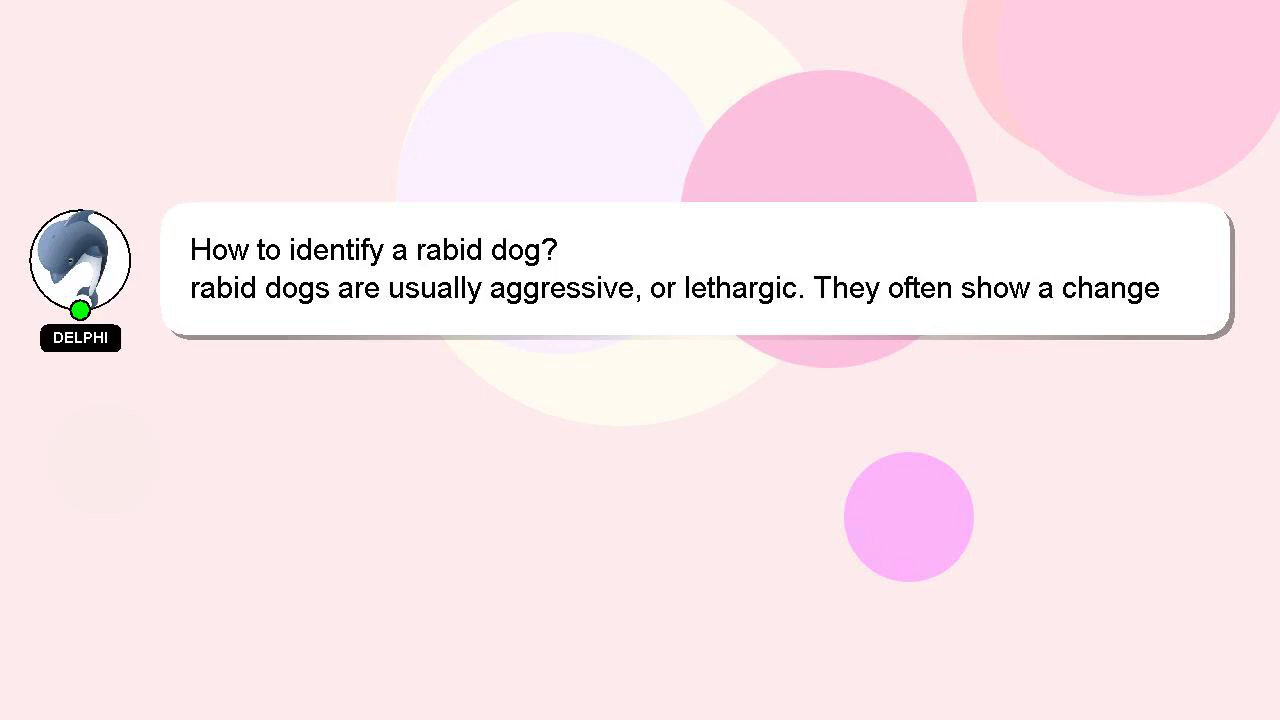 How to identify a rabid dog?
rabid dogs are usually aggressive, or lethargic. They often show a change
DELPHI